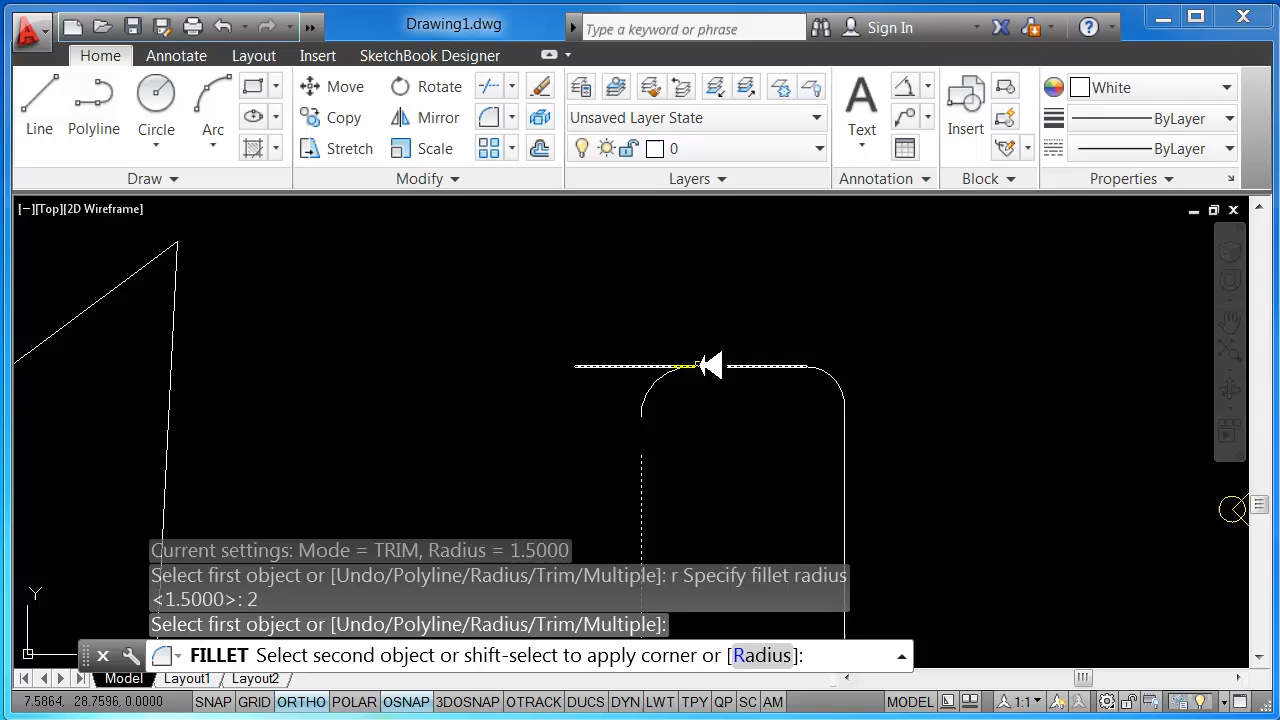 Drawing1.dwg
Type a keyword or phrase
Sign In
Home Annotate Layout Insert SketchBook Designer
Line Polyline Circle Arc
Move Rotate
Copy Mirror
Stretch Scale
Unsaved Layer State
0
Text
Insert
White
ByLayer
ByLayer
Draw Modify Layers Annotation Block Properties
[−][Top][2D Wireframe]
Y
Current settings: Mode = TRIM, Radius = 1.5000
Select first object or [Undo/Polyline/Radius/Trim/Multiple]: r Specify fillet radius
<1.5000>: 2
Select first object or [Undo/Polyline/Radius/Trim/Multiple]:
FILLET Select second object or shift-select to apply corner or [Radius]:
Model Layout1 Layout2
7.5864, 28.7596, 0.0000 SNAP GRID ORTHO POLAR OSNAP 3DOSNAP OTRACK DUCS DYN LWT TPY QP SC AM MODEL 1:1